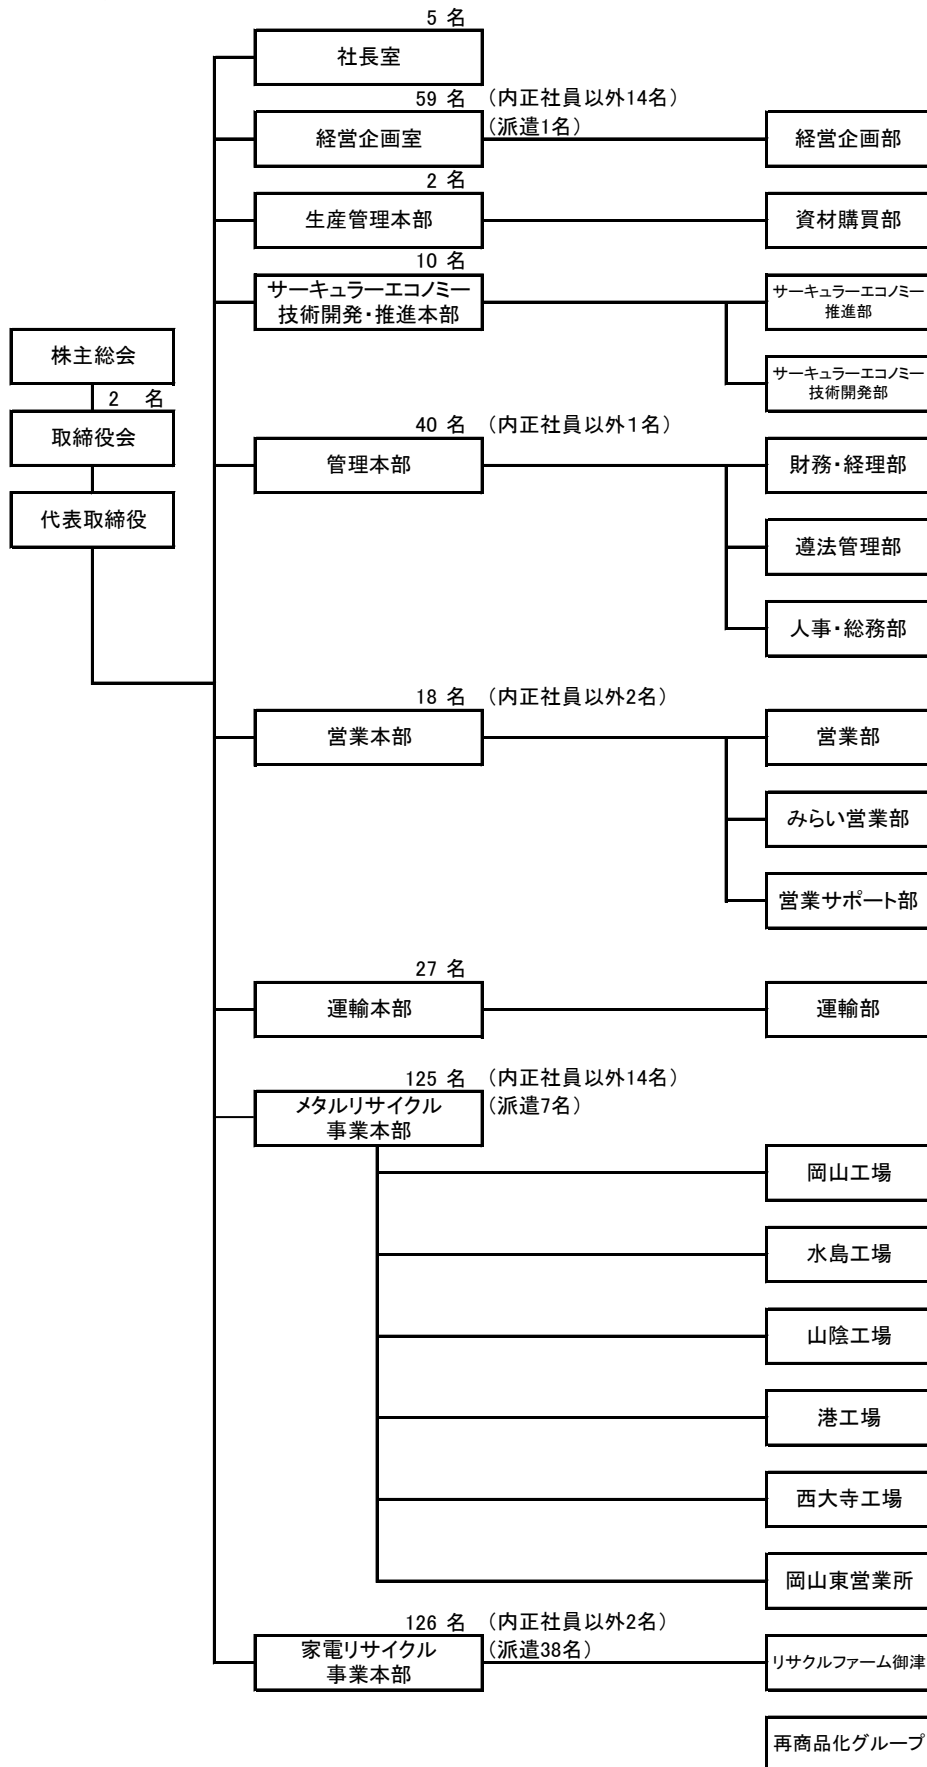 5 名
社長室
59 名 (内正社員以外14名)
(派遣1名)
経営企画室
経営企画部
2 名
生産管理本部
資材購買部
10 名
サーキュラーエコノミー
技術開発・推進本部
サーキュラーエコノミー
推進部
サーキュラーエコノミー
技術開発部
株主総会
2 名
取締役会
代表取締役
40 名 (内正社員以外1名)
管理本部
財務・経理部
遵法管理部
人事・総務部
18 名 (内正社員以外2名)
営業本部
営業部
みらい営業部
営業サポート部
27 名
運輸本部
運輸部
125 名 (内正社員以外14名)
(派遣7名)
メタルリサイクル
事業本部
岡山工場
水島工場
山陰工場
港工場
西大寺工場
岡山東営業所
126 名 (内正社員以外2名)
(派遣38名)
家電リサイクル
事業本部
リサクルファーム御津
再商品化グループ